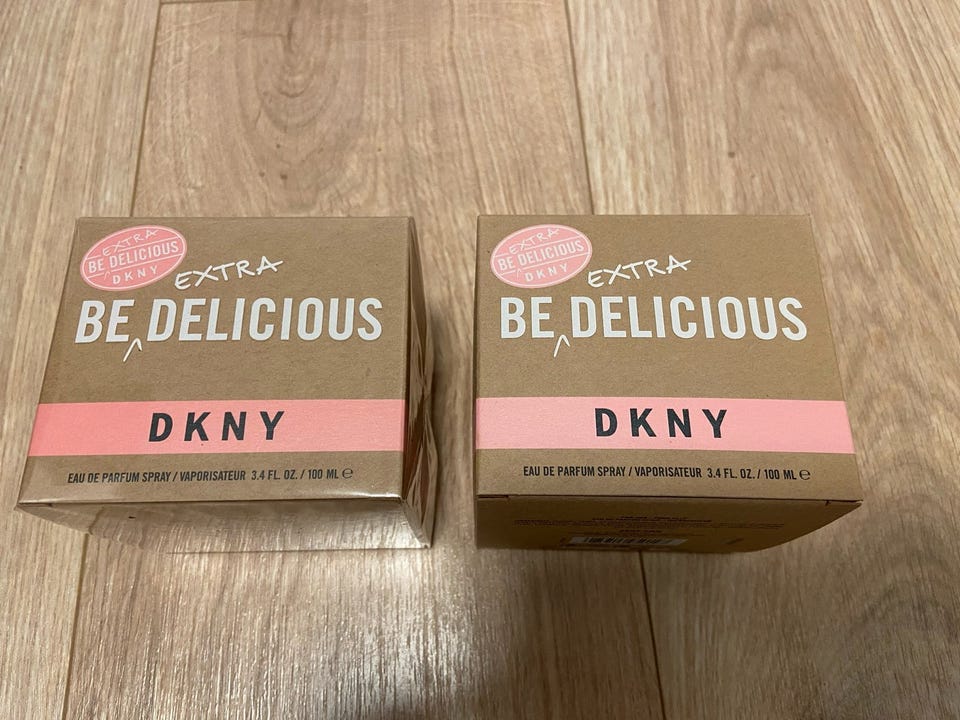 EXTRA
BE DELICIOUS
DKNY
EXTRA
BE DELICIOUS
DKNY
EAU DE PARFUM SPRAY / VAPORISATEUR 3.4 FL. OZ. / 100 ML ℮
EXTRA
BE DELICIOUS
DKNY
EXTRA
BE DELICIOUS
DKNY
EAU DE PARFUM SPRAY / VAPORISATEUR 3.4 FL. OZ. / 100 ML ℮